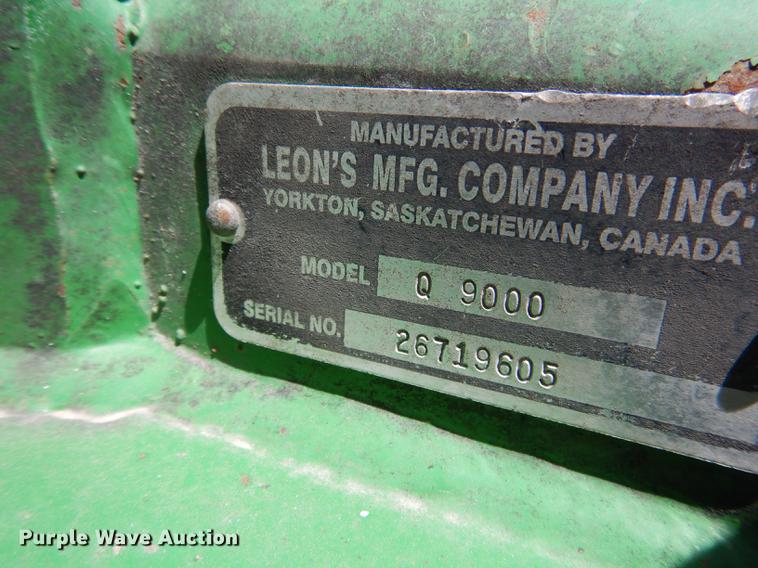 MANUFACTURED BY
LEON'S MFG. COMPANY INC.
YORKTON, SASKATCHEWAN, CANADA
MODEL Q 9000
SERIAL NO. 26719605
Purple Wave Auction